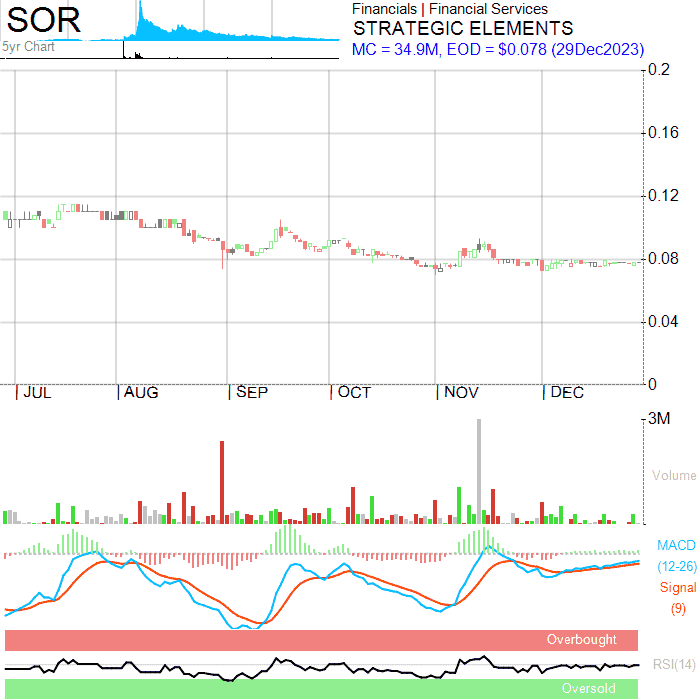 SOR
5yr Chart
Financials | Financial Services
STRATEGIC ELEMENTS
MC = 34.9M, EOD = $0.078 (29Dec2023)
0.2
0.16
0.12
0.08
0.04
0
JUL AUG SEP OCT NOV DEC
3M
Volume
MACD
(12-26)
Signal
(9)
Overbought
RSI(14)
Oversold